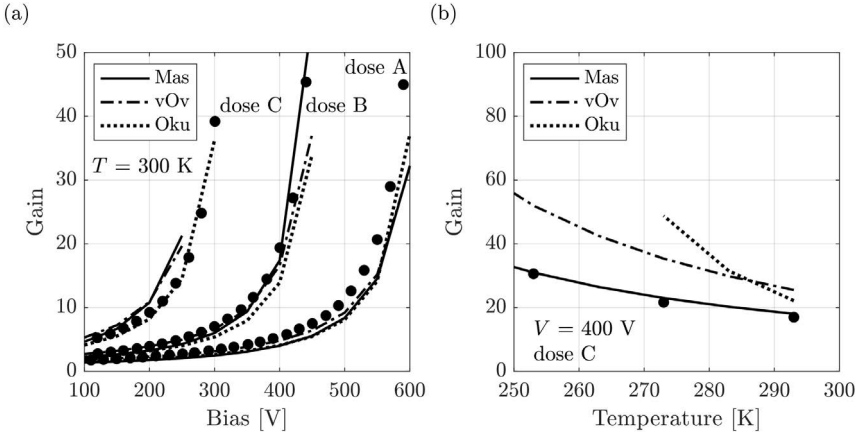 (a)
50
40
30
20
10
0
100
200
300
400
500
600
Gain
Bias [V]
Mas
vOv
Oku
T = 300 K
dose C
dose B
dose A
(b)
100
80
60
40
20
0
250
260
270
280
290
300
Gain
Temperature [K]
Mas
vOv
Oku
V = 400 V
dose C